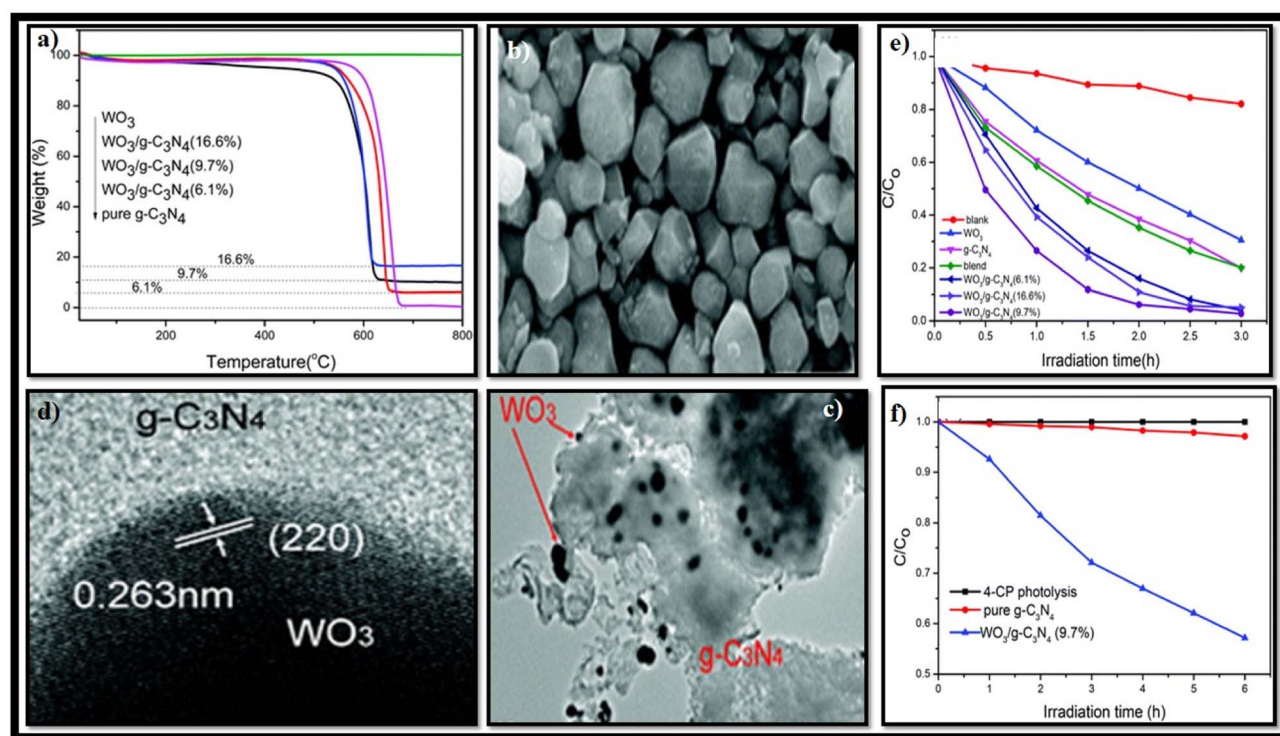 a)
100
80
60
40
20
0
Weight (%)
WO₃
WO₃/g-C₃N₄(16.6%)
WO₃/g-C₃N₄(9.7%)
WO₃/g-C₃N₄(6.1%)
pure g-C₃N₄
16.6%
9.7%
6.1%
200 400 600 800
Temperature(°C)
b)
e)
1.0
0.8
0.6
0.4
0.2
0.0
C/C₀
blank
WO₃
g-C₃N₄
blend
WO₃/g-C₃N₄(6.1%)
WO₃/g-C₃N₄(16.6%)
WO₃/g-C₃N₄(9.7%)
0.0 0.5 1.0 1.5 2.0 2.5 3.0
Irradiation time(h)
d)
g-C₃N₄
(220)
0.263nm
WO₃
c)
WO₃
g-C₃N₄
f)
1.0
0.9
0.8
0.7
0.6
0.5
C/C₀
4-CP photolysis
pure g-C₃N₄
WO₃/g-C₃N₄ (9.7%)
0 1 2 3 4 5 6
Irradiation time (h)